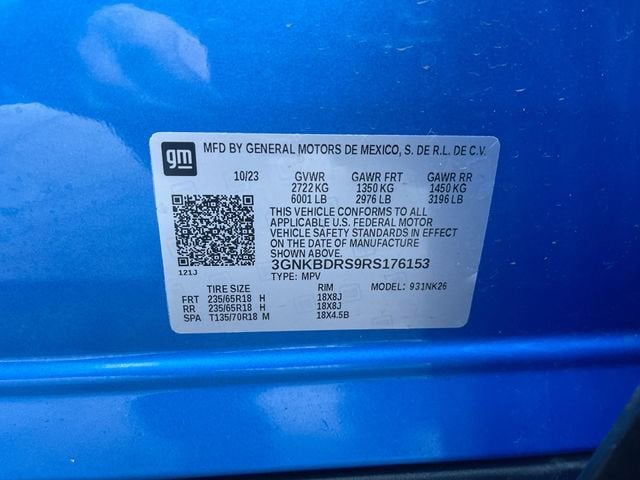 gm MFD BY GENERAL MOTORS DE MEXICO, S. DE R.L. DE C.V.
10/23 GVWR GAWR FRT GAWR RR
2722 KG 1350 KG 1450 KG
6001 LB 2976 LB 3196 LB
THIS VEHICLE CONFORMS TO ALL
APPLICABLE U.S. FEDERAL MOTOR
VEHICLE SAFETY STANDARDS IN EFFECT
ON THE DATE OF MANUFACTURE
SHOWN ABOVE.
3GNKBDRS9RS176153
121J TYPE: MPV MODEL: 931NK26
TIRE SIZE RIM
FRT 235/65R18 H 18X8J
RR 235/65R18 H 18X8J
SPA T135/70R18 M 18X4.5B